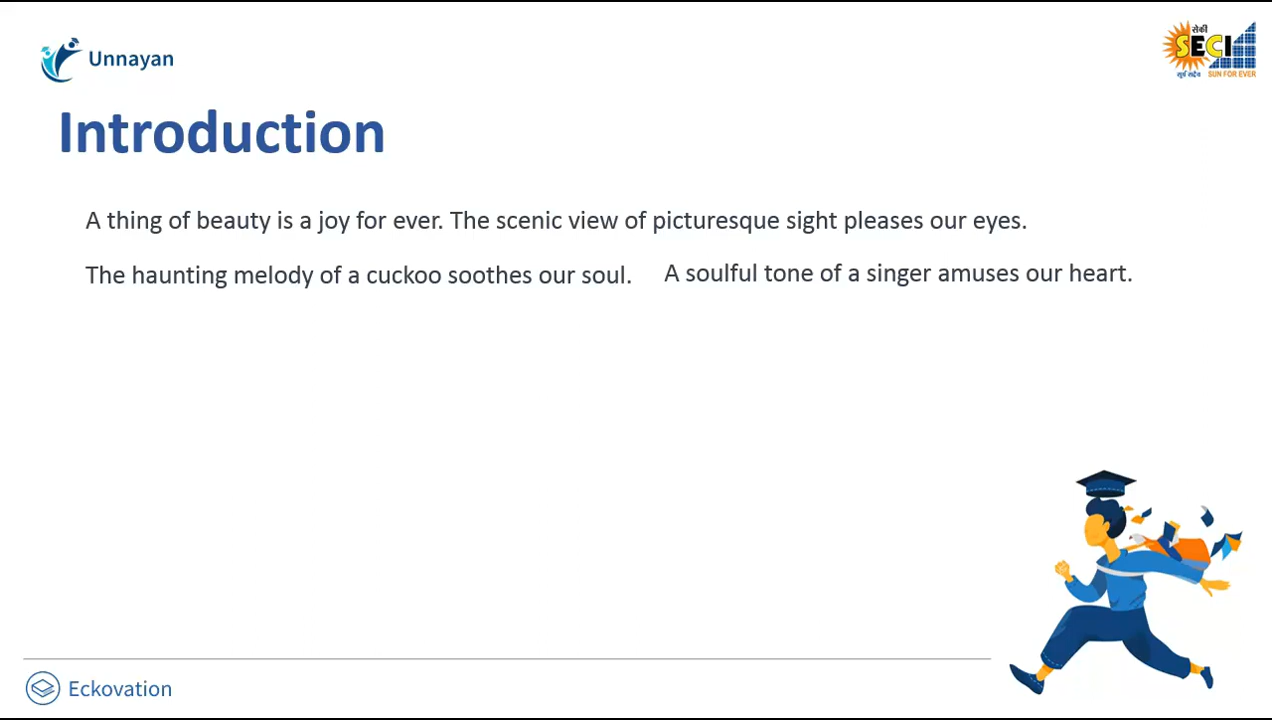 Unnayan
सेकी
SECI
सूर्य सदैव SUN FOR EVER
Introduction
A thing of beauty is a joy for ever. The scenic view of picturesque sight pleases our eyes.
The haunting melody of a cuckoo soothes our soul. A soulful tone of a singer amuses our heart.
Eckovation